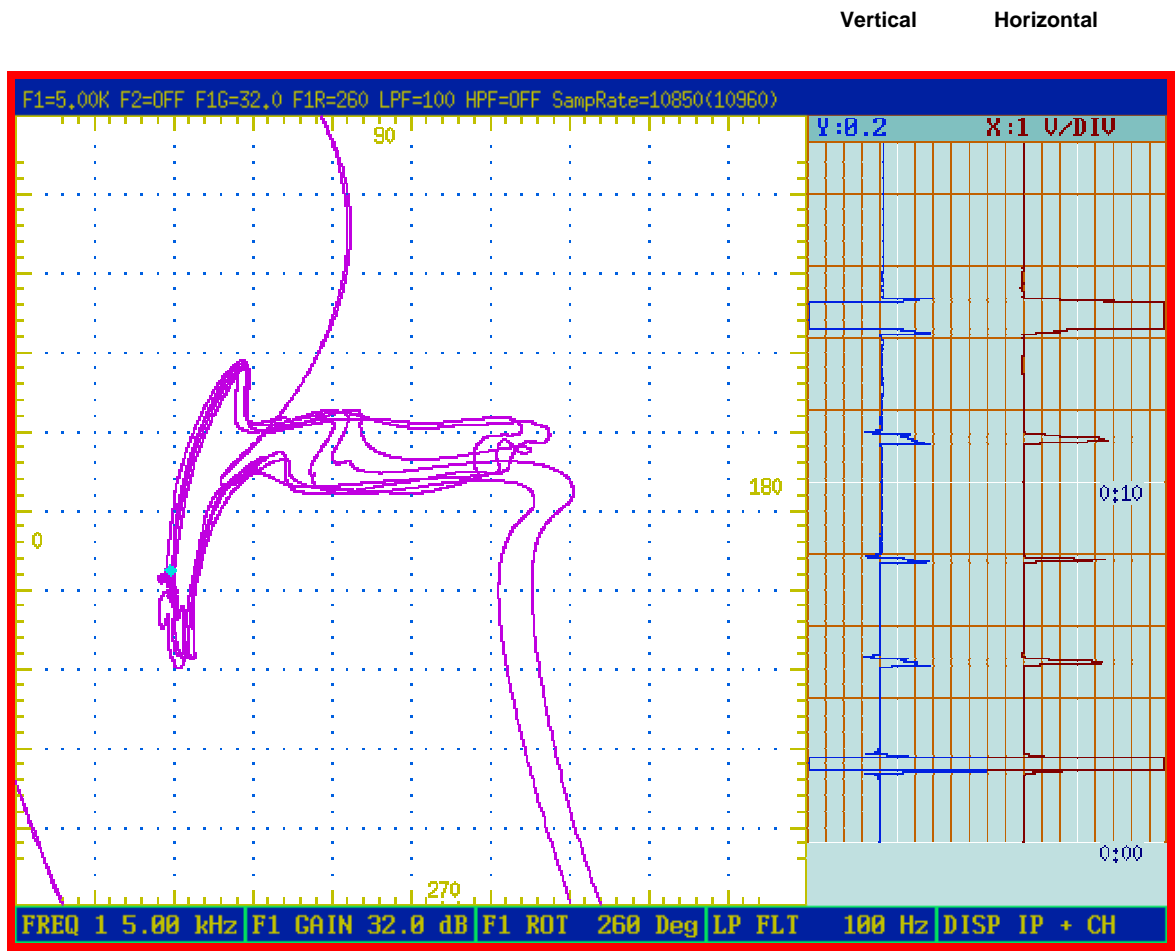 Vertical Horizontal
F1=5.00K F2=OFF F1G=32.0 F1R=260 LPF=100 HPF=OFF SampRate=10850(10960)
Y:0.2 X:1 V/DIV
90
180
0:10
0
0:00
270
FREQ 1 5.00 kHz F1 GAIN 32.0 dB F1 ROT 260 Deg LP FLT 100 Hz DISP IP + CH